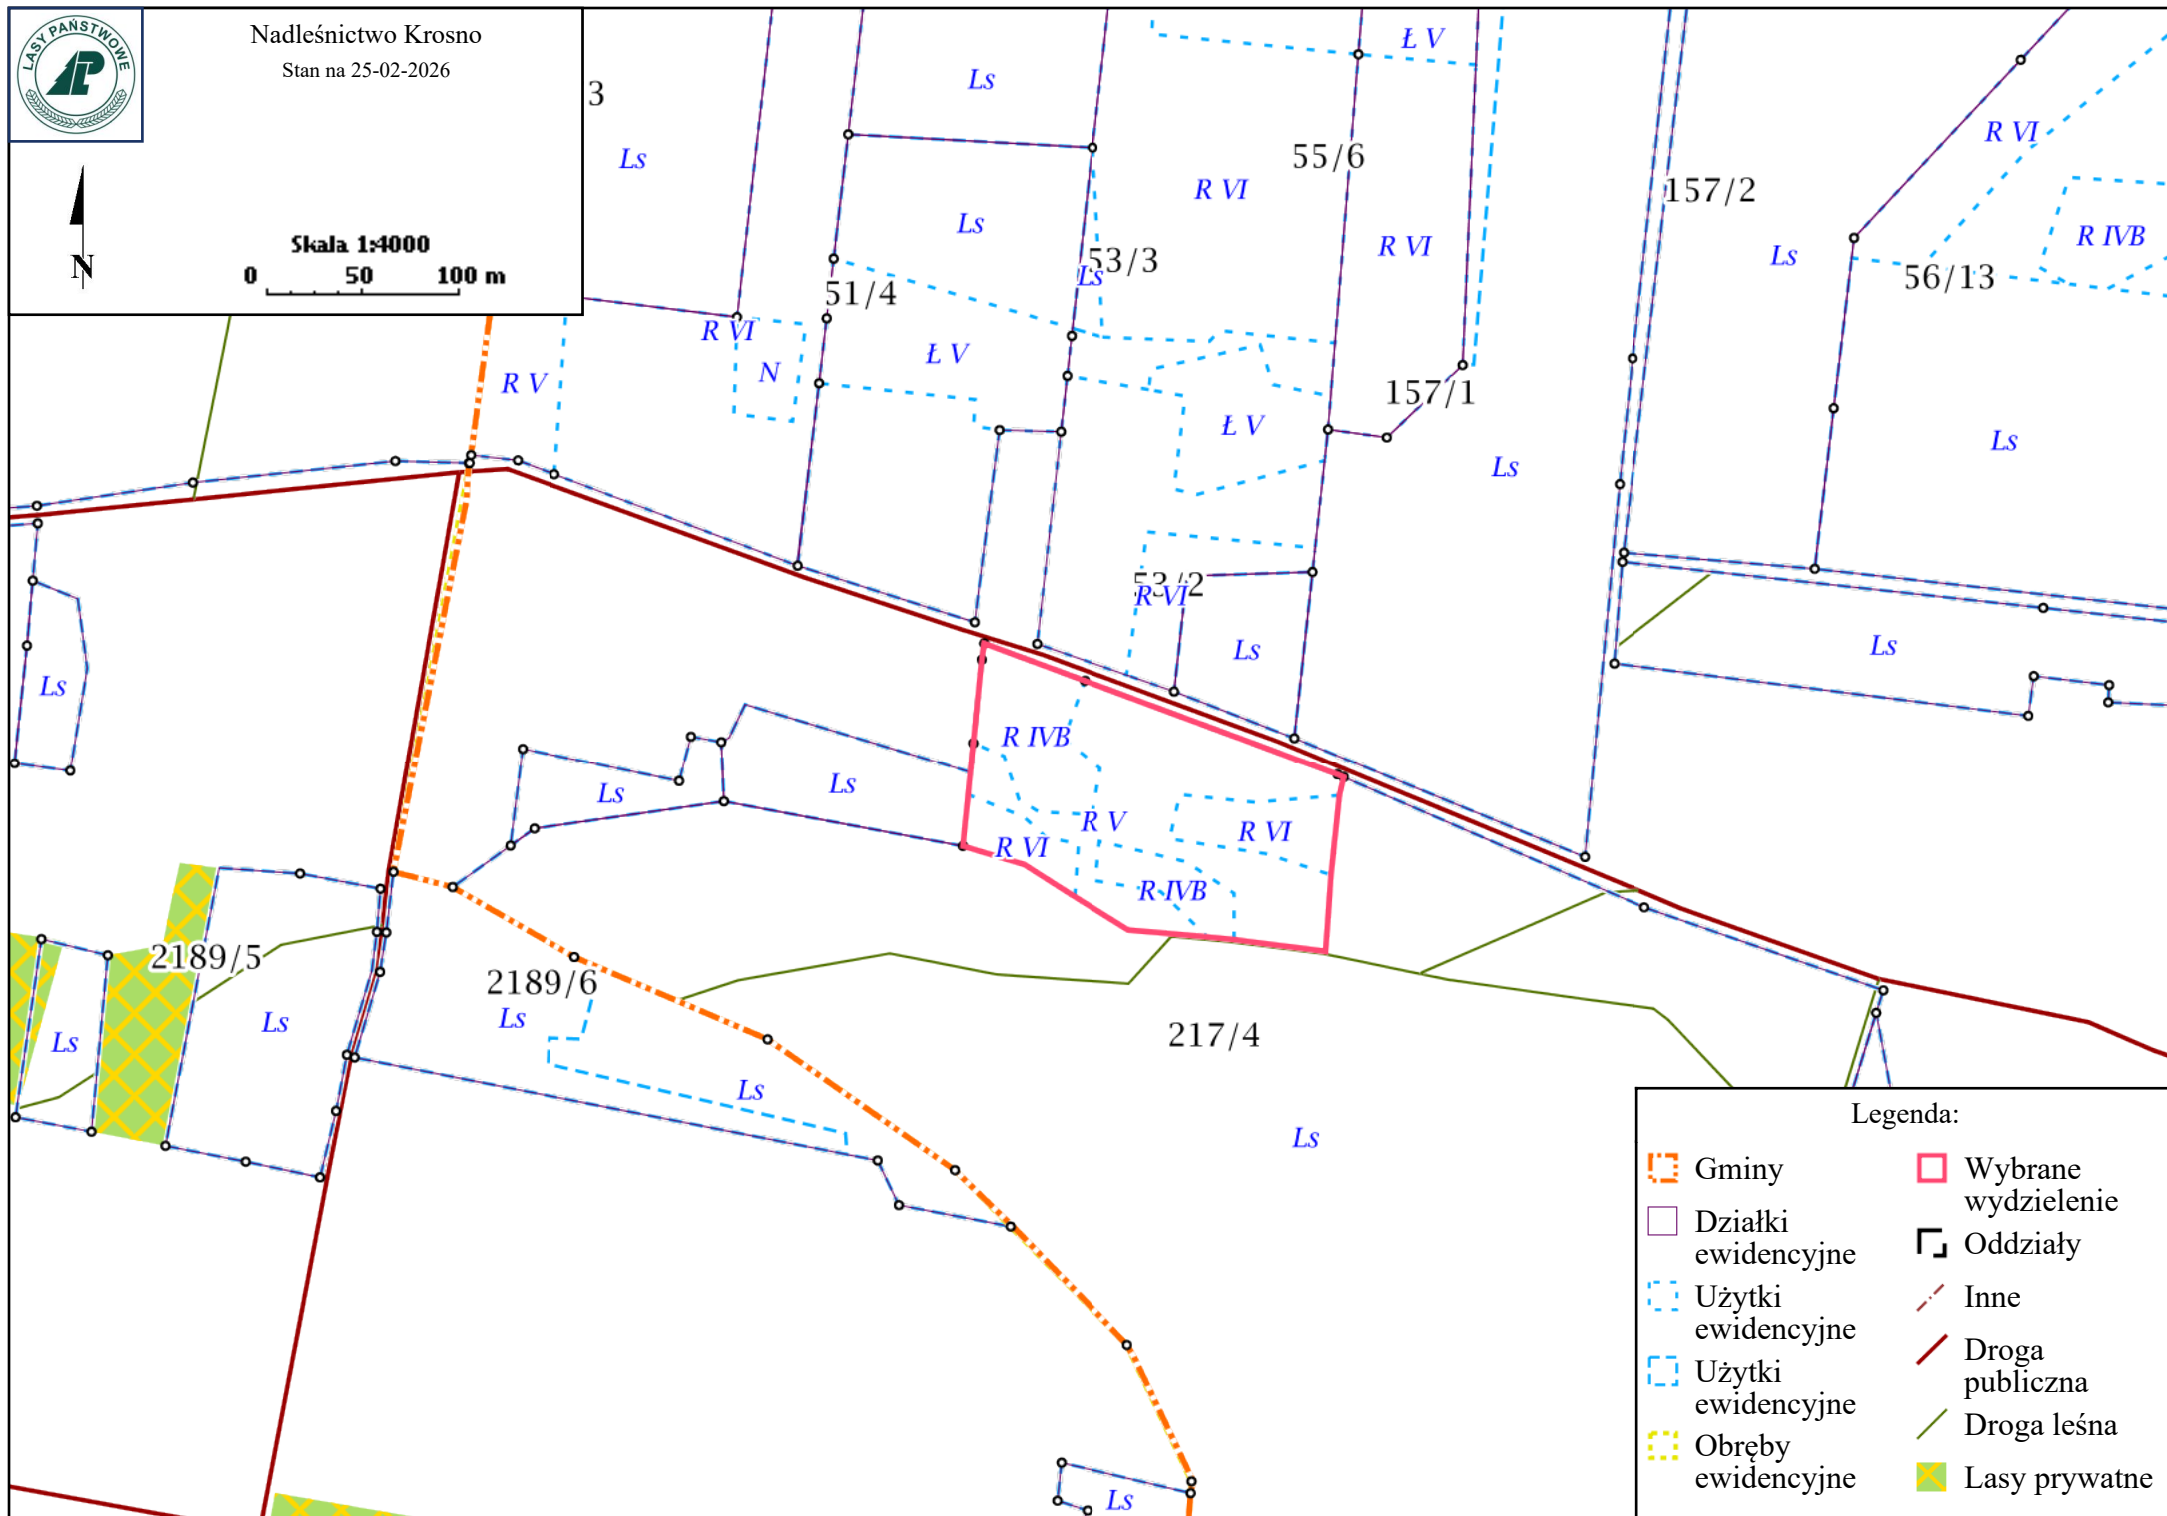 LASY PAŃSTWOWE
Nadleśnictwo Krosno
Stan na 25-02-2026
N
Skala 1:4000
0 50 100 m
3
Ls
Ls
Ł V
55/6
R VI
157/2
R VI
Ls
R VI
R IVB
53/3
Ls
R VI
Ls
56/13
51/4
R VI
Ł V
N
R V
157/1
Ł V
Ls
Ls
53/2
R VI
Ls
Ls
Ls
R IVB
Ls
Ls
R V
R VI
R VI
R IVB
2189/5
2189/6
Ls
Ls
Ls
217/4
Ls
Ls
Ls
Legenda:
Gminy
Działki
ewidencyjne
Użytki
ewidencyjne
Użytki
ewidencyjne
Obręby
ewidencyjne
Wybrane
wydzielenie
Oddziały
Inne
Droga
publiczna
Droga leśna
Lasy prywatne